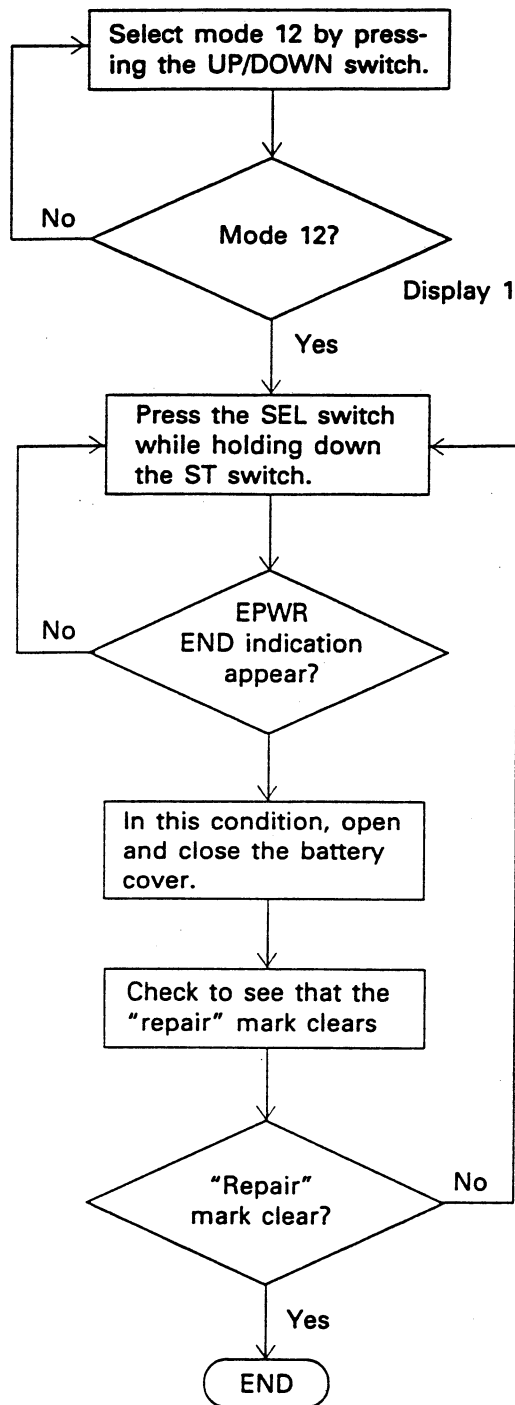 Select mode 12 by press-
ing the UP/DOWN switch.
No
Mode 12?
Display 1
Yes
Press the SEL switch
while holding down
the ST switch.
No
EPWR
END indication
appear?
In this condition, open
and close the battery
cover.
Check to see that the
“repair” mark clears
“Repair”
mark clear?
No
Yes
END